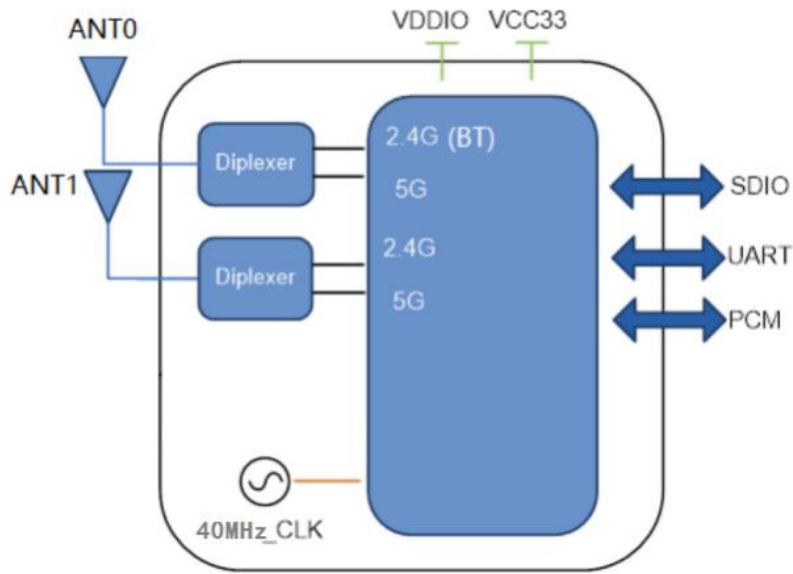 ANT0
VDDIO VCC33
Diplexer
2.4G (BT)
5G
SDIO
ANT1
Diplexer
2.4G
5G
UART
PCM
40MHz_CLK